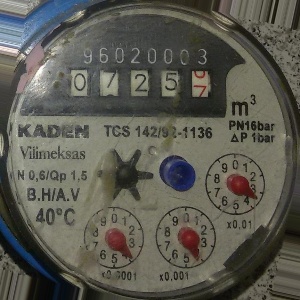 96020003
0725
m³
KADEN TCS 142/92-1136
PN16bar
ΔP 1bar
Vilimeksas
N 0,6/Qp 1,5
B.H/A.V
40°C
x0,01
x0,0001
x0,001